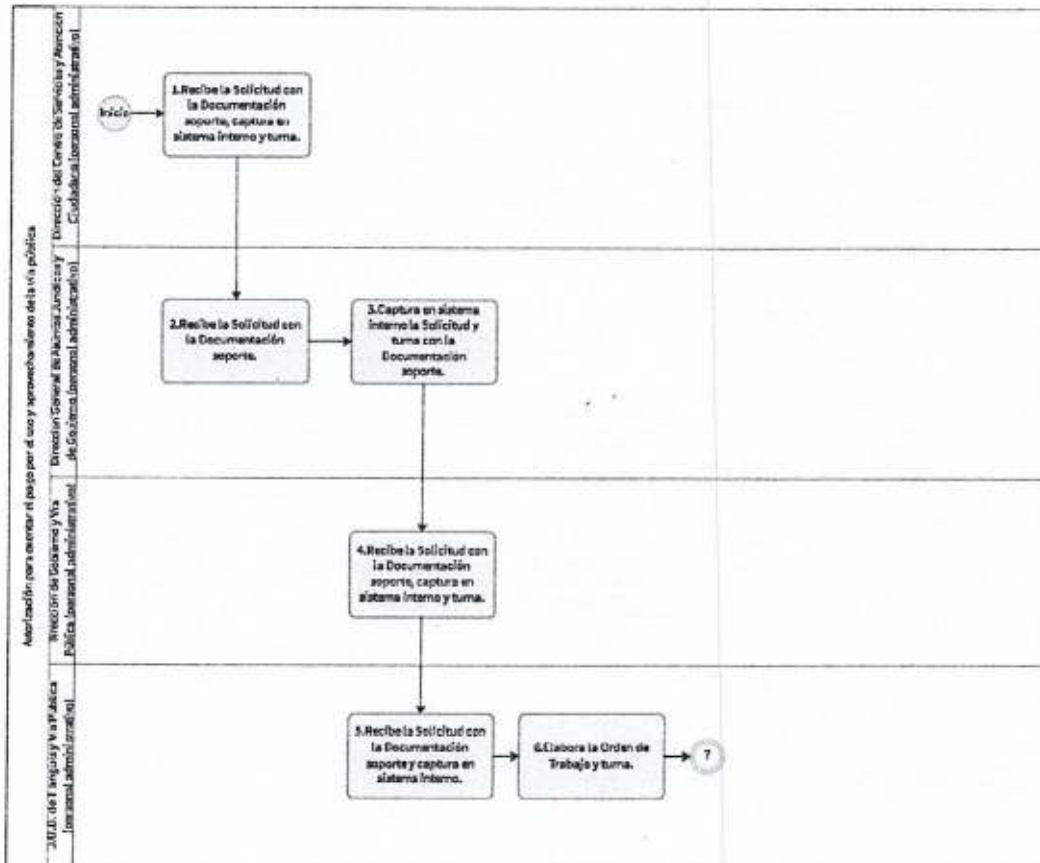 Autorización para exentar el pago por el uso y aprovechamiento de la vía pública
Dirección del Centro de Servicios y Atención
Ciudadana (personal administrativo)
Inicio
1.Recibe la Solicitud con
la Documentación
soporte, captura en
sistema interno y turna.
Dirección General de Asuntos Jurídicos y
de Gobierno (personal administrativo)
2.Recibe la Solicitud con
la Documentación
soporte.
3.Captura en sistema
interno la Solicitud y
turna con la
Documentación
soporte.
Dirección de Gobierno y Vía
Pública (personal administrativo)
4.Recibe la Solicitud con
la Documentación
soporte, captura en
sistema interno y turna.
J.U.D. de Tianguis y Vía Pública
(personal administrativo)
5.Recibe la Solicitud con
la Documentación
soporte y captura en
sistema interno.
6.Elabora la Orden de
Trabajo y turna.
7